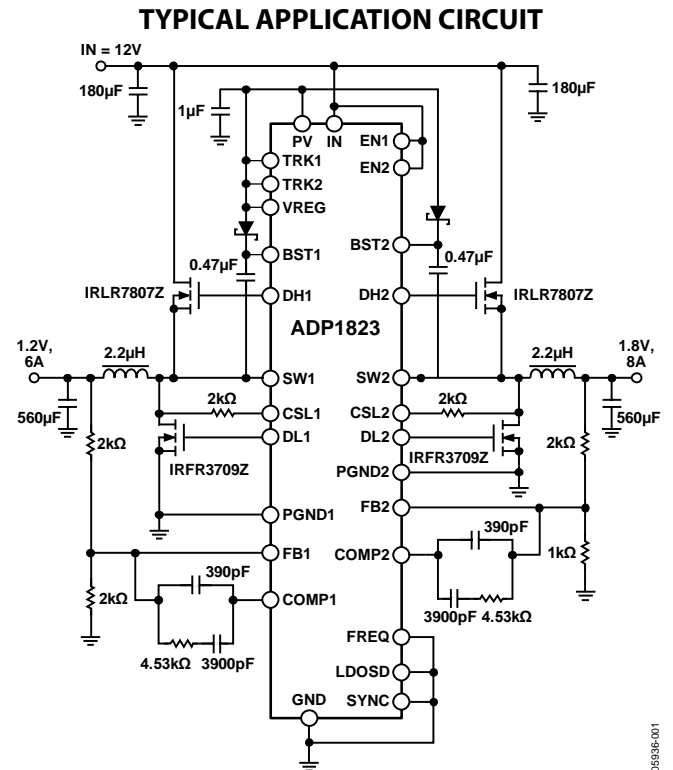 TYPICAL APPLICATION CIRCUIT
IN = 12V
180µF
1µF
180µF
PV
IN
EN1
TRK1
EN2
TRK2
VREG
BST2
BST1
0.47µF
0.47µF
IRLR7807Z
DH1
DH2
IRLR7807Z
ADP1823
1.2V,
6A
2.2µH
2.2µH
1.8V,
8A
SW1
SW2
2kΩ
2kΩ
560µF
CSL1
CSL2
560µF
2kΩ
DL1
DL2
2kΩ
IRFR3709Z
IRFR3709Z
PGND2
PGND1
FB2
390pF
FB1
COMP2
1kΩ
390pF
2kΩ
COMP1
3900pF 4.53kΩ
FREQ
4.53kΩ 3900pF
LDOSD
GND
SYNC
05936-001